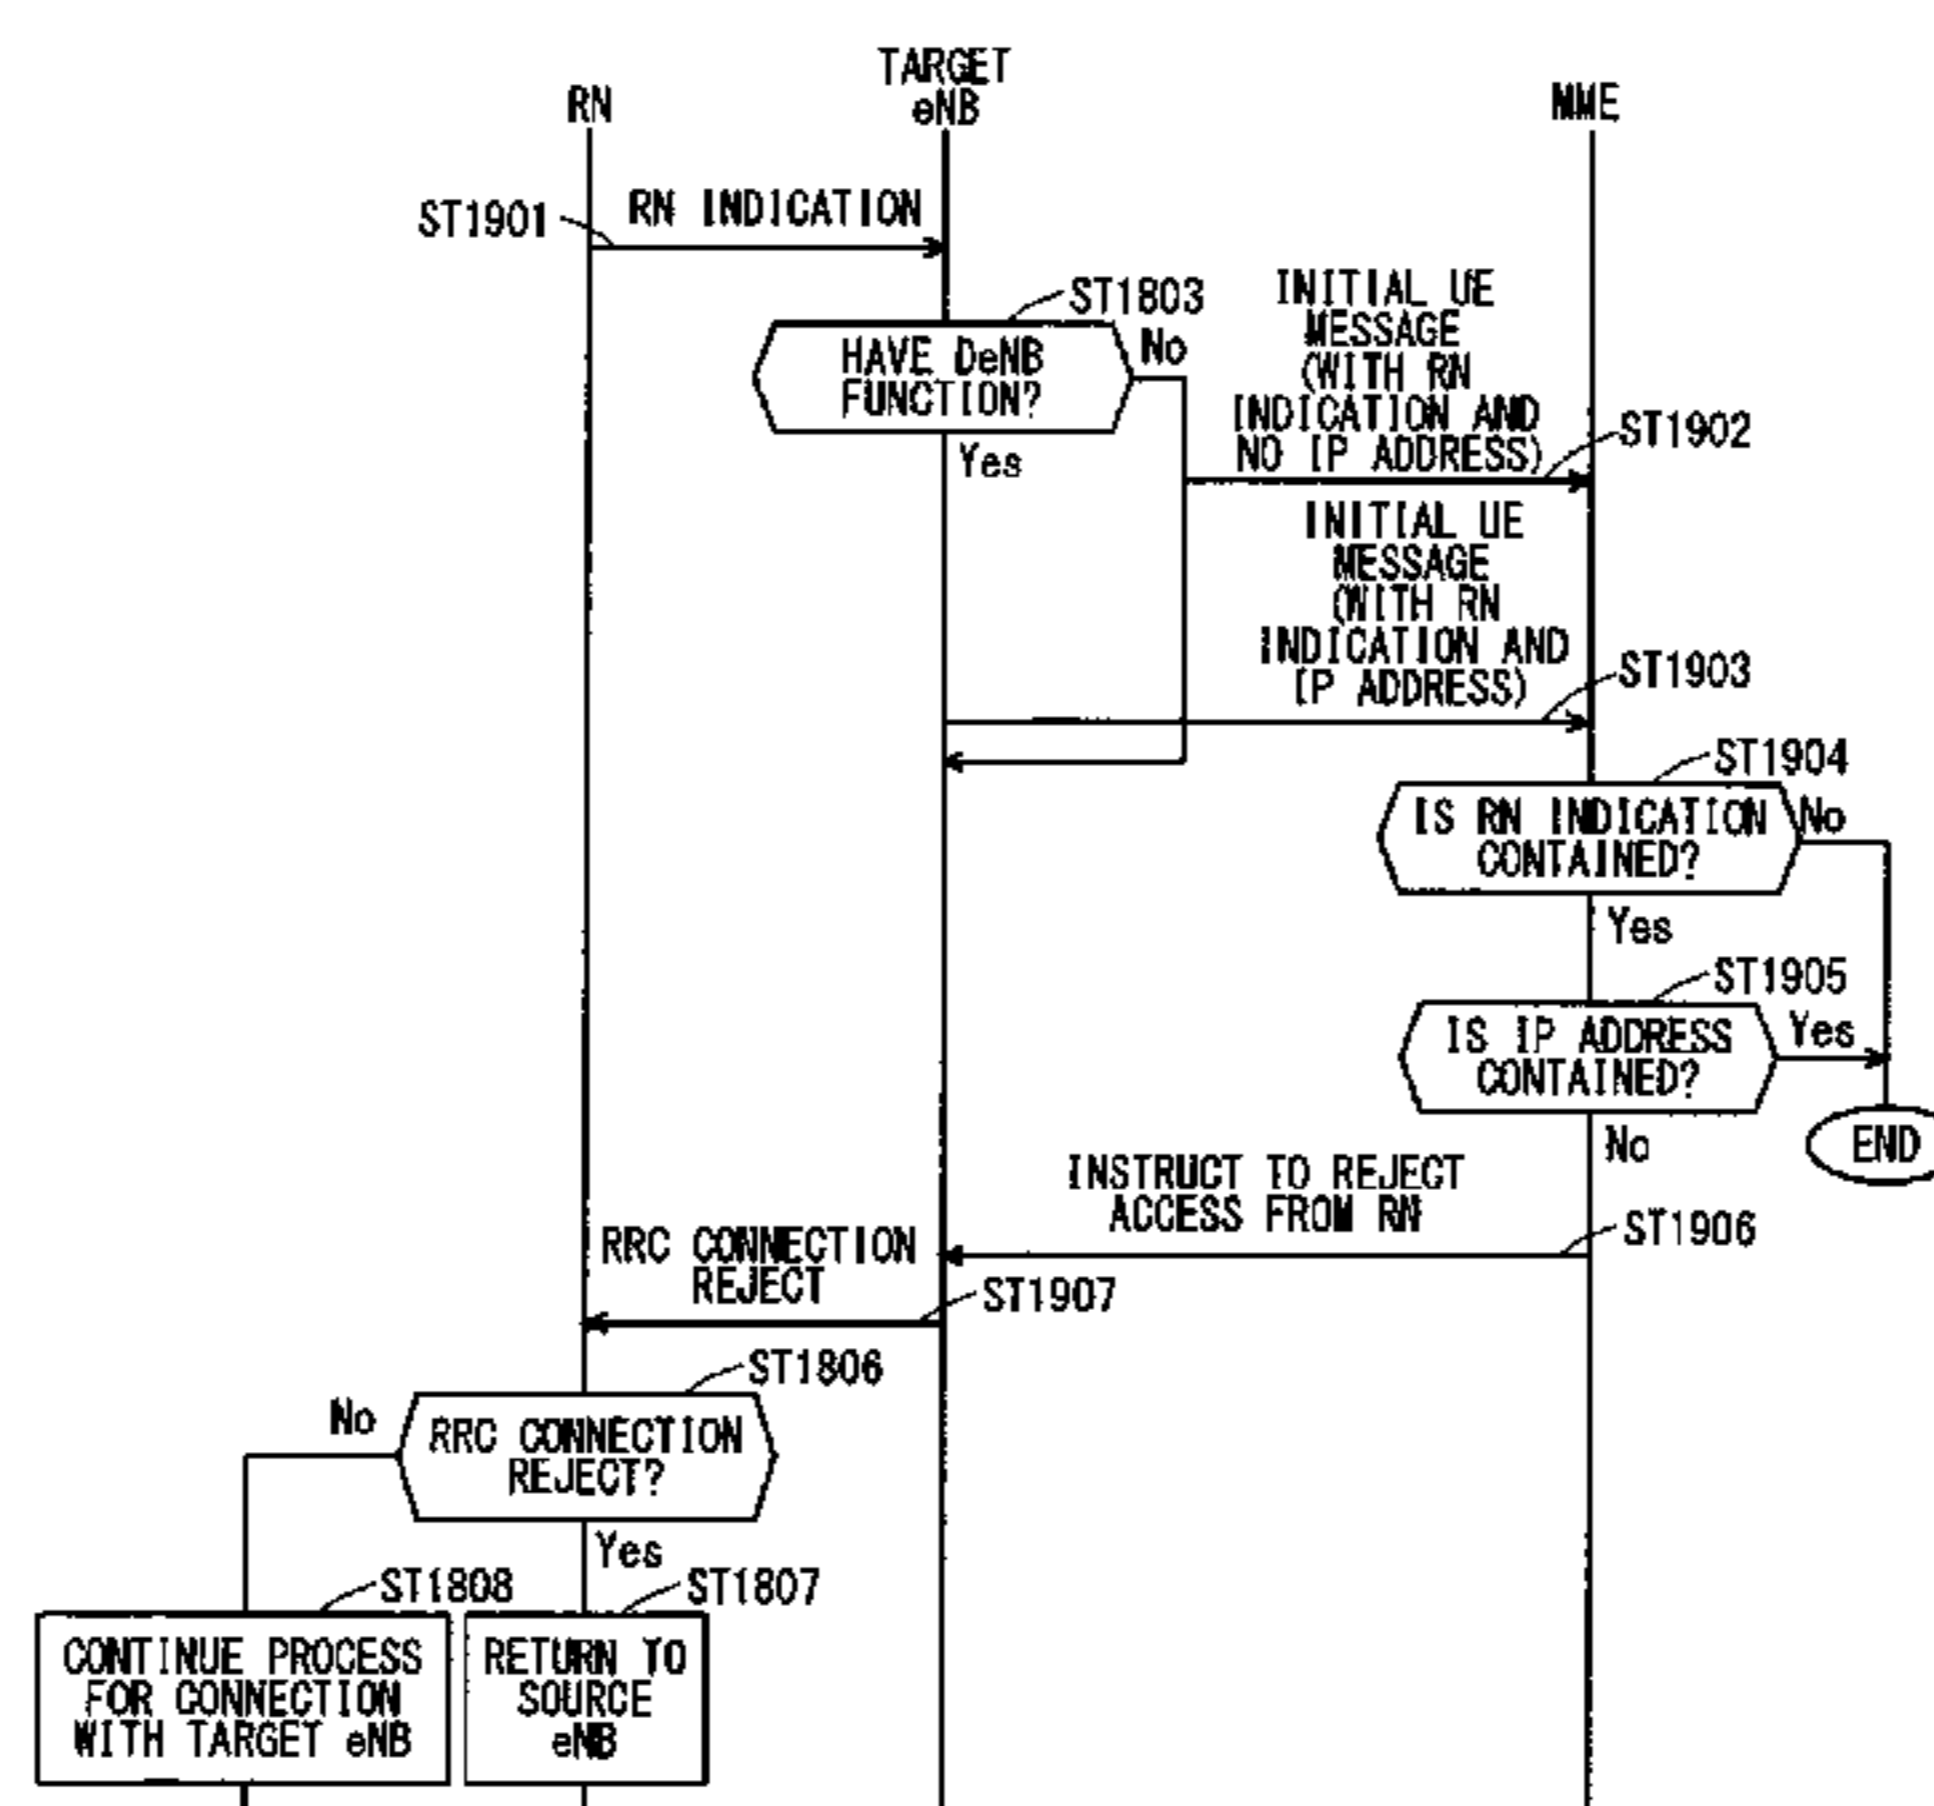 RN
TARGET
eNB
MME
ST1901
RN INDICATION
ST1803
HAVE DeNB
FUNCTION?
No
Yes
INITIAL UE
MESSAGE
(WITH RN
INDICATION AND
NO IP ADDRESS)
ST1902
INITIAL UE
MESSAGE
(WITH RN
INDICATION AND
IP ADDRESS)
ST1903
ST1904
IS RN INDICATION
CONTAINED?
No
Yes
ST1905
IS IP ADDRESS
CONTAINED?
Yes
No
END
INSTRUCT TO REJECT
ACCESS FROM RN
ST1906
RRC CONNECTION
REJECT
ST1907
ST1806
RRC CONNECTION
REJECT?
No
Yes
ST1808
CONTINUE PROCESS
FOR CONNECTION
WITH TARGET eNB
ST1807
RETURN TO
SOURCE
eNB